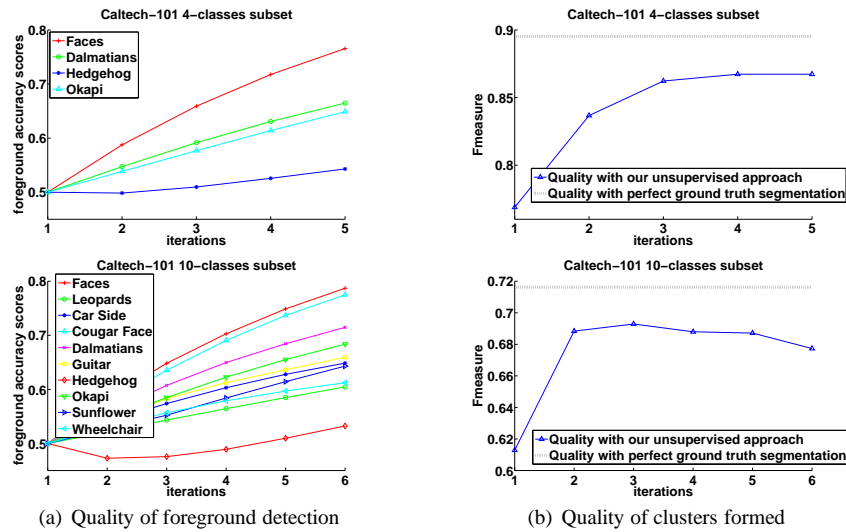 Caltech−101 4−classes subset
foreground accuracy scores
0.8
0.7
0.6
0.5
Faces
Dalmatians
Hedgehog
Okapi
1 2 3 4 5
iterations
Caltech−101 4−classes subset
Fmeasure
0.9
0.85
0.8
Quality with our unsupervised approach
Quality with perfect ground truth segmentation
1 2 3 4 5
iterations
Caltech−101 10−classes subset
foreground accuracy scores
0.8
0.7
0.6
0.5
Faces
Leopards
Car Side
Cougar Face
Dalmatians
Guitar
Hedgehog
Okapi
Sunflower
Wheelchair
1 2 3 4 5 6
iterations
Caltech−101 10−classes subset
Fmeasure
0.72
0.7
0.68
0.66
0.64
0.62
0.6
Quality with our unsupervised approach
Quality with perfect ground truth segmentation
1 2 3 4 5 6
iterations
(a) Quality of foreground detection
(b) Quality of clusters formed